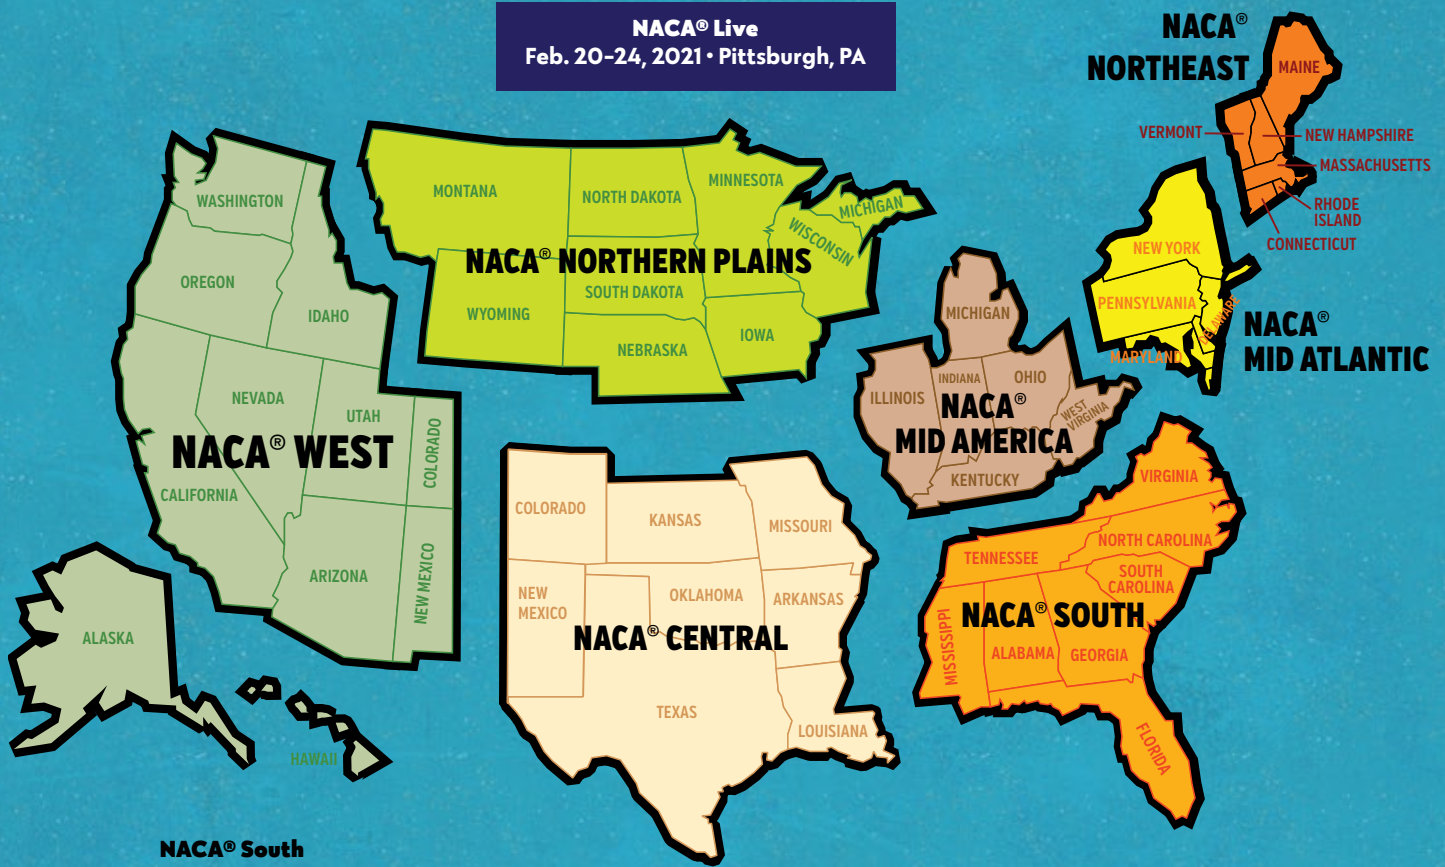 NACA® Live
Feb. 20–24, 2021 • Pittsburgh, PA
NACA®
NORTHEAST
MAINE
VERMONT
NEW HAMPSHIRE
MASSACHUSETTS
RHODE
ISLAND
CONNECTICUT
NEW YORK
PENNSYLVANIA
DELAWARE
MARYLAND
NACA®
MID ATLANTIC
WASHINGTON
OREGON
IDAHO
NEVADA
UTAH
COLORADO
NACA® WEST
CALIFORNIA
ARIZONA
NEW MEXICO
ALASKA
HAWAII
MONTANA
NORTH DAKOTA
MINNESOTA
MICHIGAN
WISCONSIN
NACA® NORTHERN PLAINS
WYOMING
SOUTH DAKOTA
NEBRASKA
IOWA
MICHIGAN
ILLINOIS
INDIANA
OHIO
WEST
VIRGINIA
NACA®
MID AMERICA
KENTUCKY
COLORADO
KANSAS
MISSOURI
NEW
MEXICO
OKLAHOMA
ARKANSAS
NACA® CENTRAL
TEXAS
LOUISIANA
VIRGINIA
TENNESSEE
NORTH CAROLINA
SOUTH
CAROLINA
NACA® SOUTH
MISSISSIPPI
ALABAMA
GEORGIA
FLORIDA
NACA® South